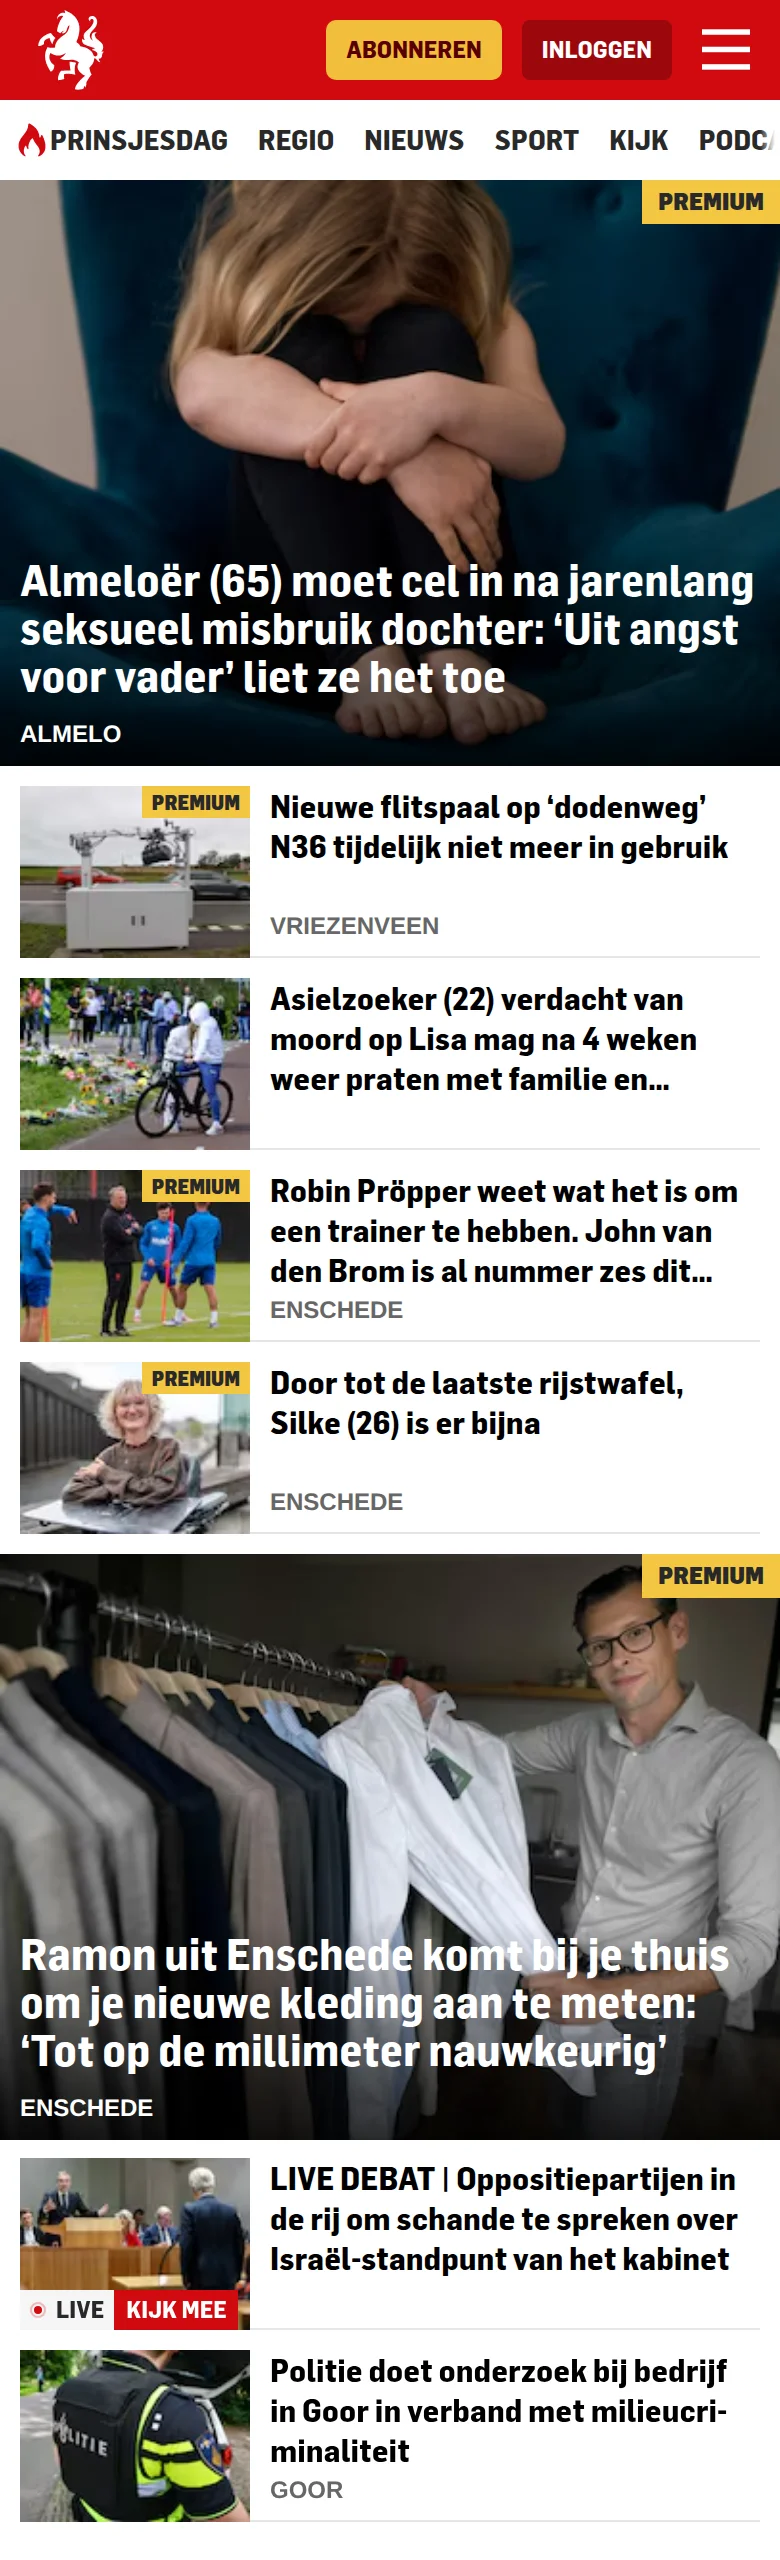 ABONNEREN
INLOGGEN
PRINSJESDAG REGIO NIEUWS SPORT KIJK PODCA
PREMIUM
Almeloër (65) moet cel in na jarenlang
seksueel misbruik dochter: ‘Uit angst
voor vader’ liet ze het toe
ALMELO
PREMIUM
Nieuwe flitspaal op ‘dodenweg’
N36 tijdelijk niet meer in gebruik
VRIEZENVEEN
Asielzoeker (22) verdacht van
moord op Lisa mag na 4 weken
weer praten met familie en...
PREMIUM
Robin Pröpper weet wat het is om
een trainer te hebben. John van
den Brom is al nummer zes dit...
ENSCHEDE
PREMIUM
Door tot de laatste rijstwafel,
Silke (26) is er bijna
ENSCHEDE
PREMIUM
Ramon uit Enschede komt bij je thuis
om je nieuwe kleding aan te meten:
‘Tot op de millimeter nauwkeurig’
ENSCHEDE
LIVE DEBAT | Oppositiepartijen in
de rij om schande te spreken over
Israël-standpunt van het kabinet
LIVE KIJK MEE
Politie doet onderzoek bij bedrijf
in Goor in verband met milieucri-
minaliteit
GOOR
POLITIE